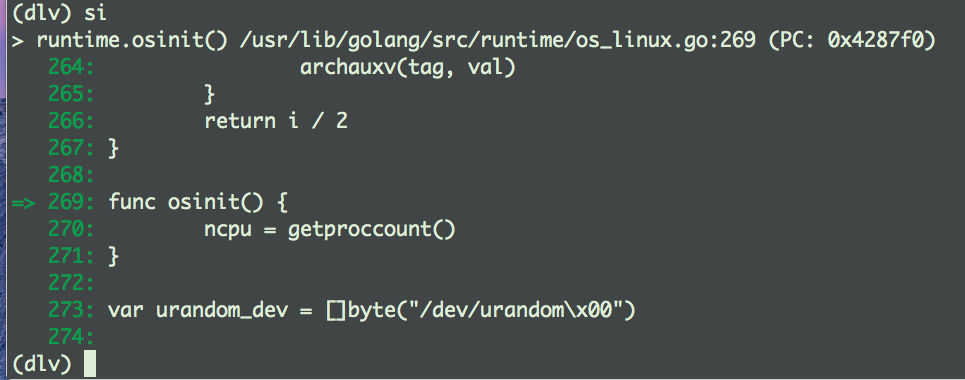 (dlv) si
> runtime.osinit() /usr/lib/golang/src/runtime/os_linux.go:269 (PC: 0x4287f0)
   264:                 archauxv(tag, val)
   265:         }
   266:         return i / 2
   267: }
   268:
=> 269: func osinit() {
   270:         ncpu = getproccount()
   271: }
   272:
   273: var urandom_dev = []byte("/dev/urandom\x00")
   274:
(dlv)